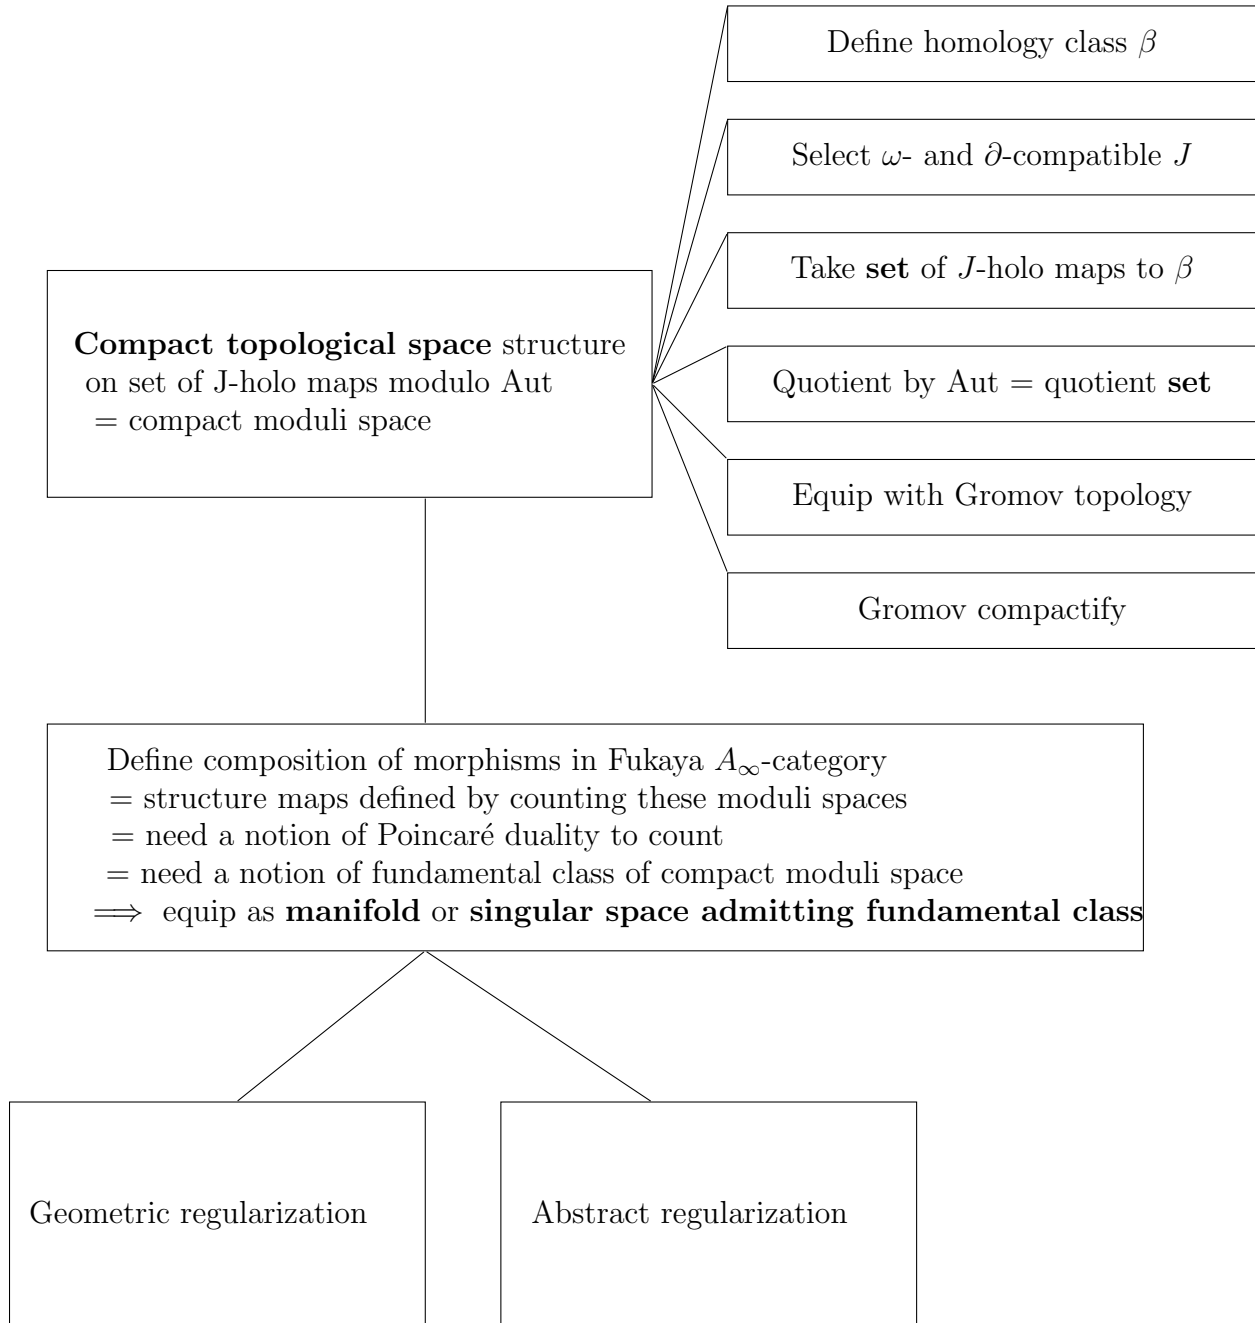 Define homology class β
Select ω- and ∂-compatible J
Take set of J-holo maps to β
Quotient by Aut = quotient set
Equip with Gromov topology
Gromov compactify
Compact topological space structure
on set of J-holo maps modulo Aut
= compact moduli space
Define composition of morphisms in Fukaya A∞-category
= structure maps defined by counting these moduli spaces
= need a notion of Poincaré duality to count
= need a notion of fundamental class of compact moduli space
⟹ equip as manifold or singular space admitting fundamental class
Geometric regularization
Abstract regularization